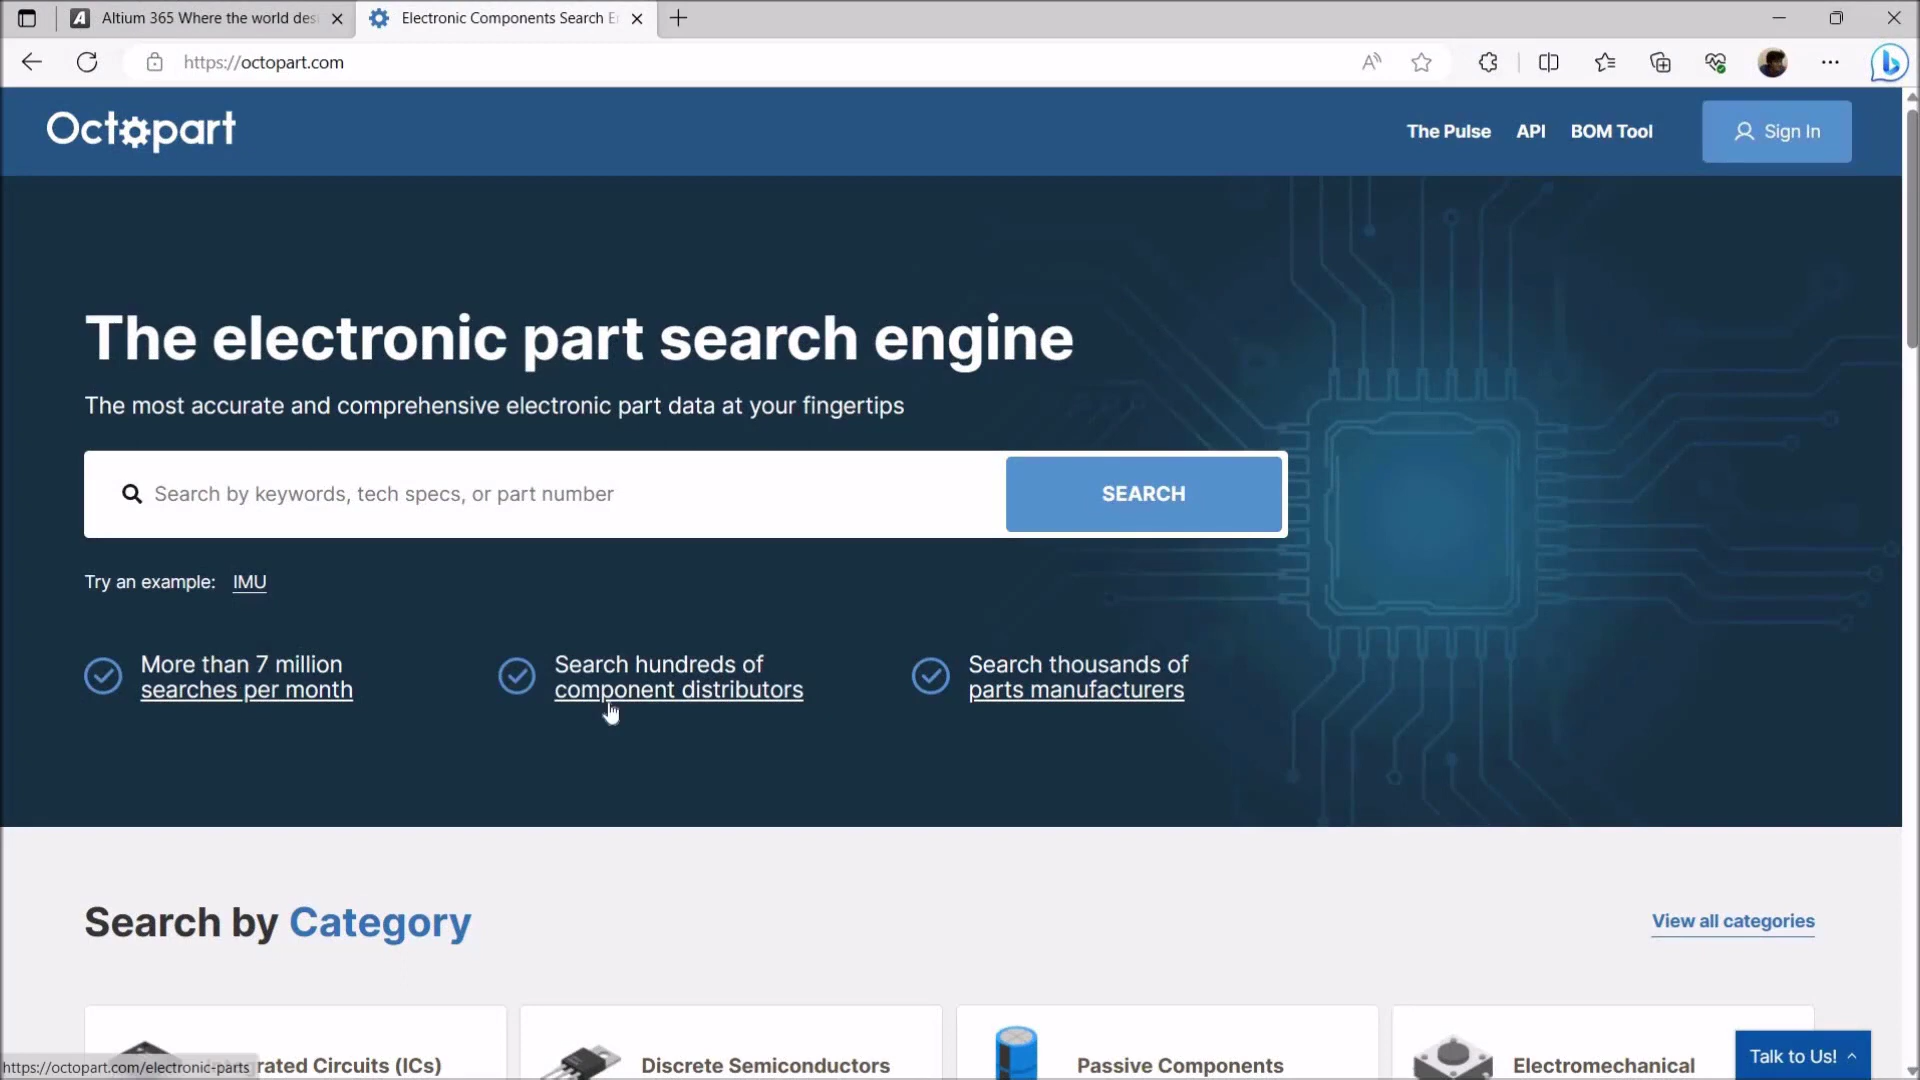 Altium 365 Where the world des
Electronic Components Search E
https://octopart.com
Octopart
The Pulse
API
BOM Tool
Sign In
The electronic part search engine
The most accurate and comprehensive electronic part data at your fingertips
Search by keywords, tech specs, or part number
SEARCH
Try an example: IMU
More than 7 million
searches per month
Search hundreds of
component distributors
Search thousands of
parts manufacturers
Search by Category
View all categories
rated Circuits (ICs)
Discrete Semiconductors
Passive Components
Electromechanical
Talk to Us!
https://octopart.com/electronic-parts